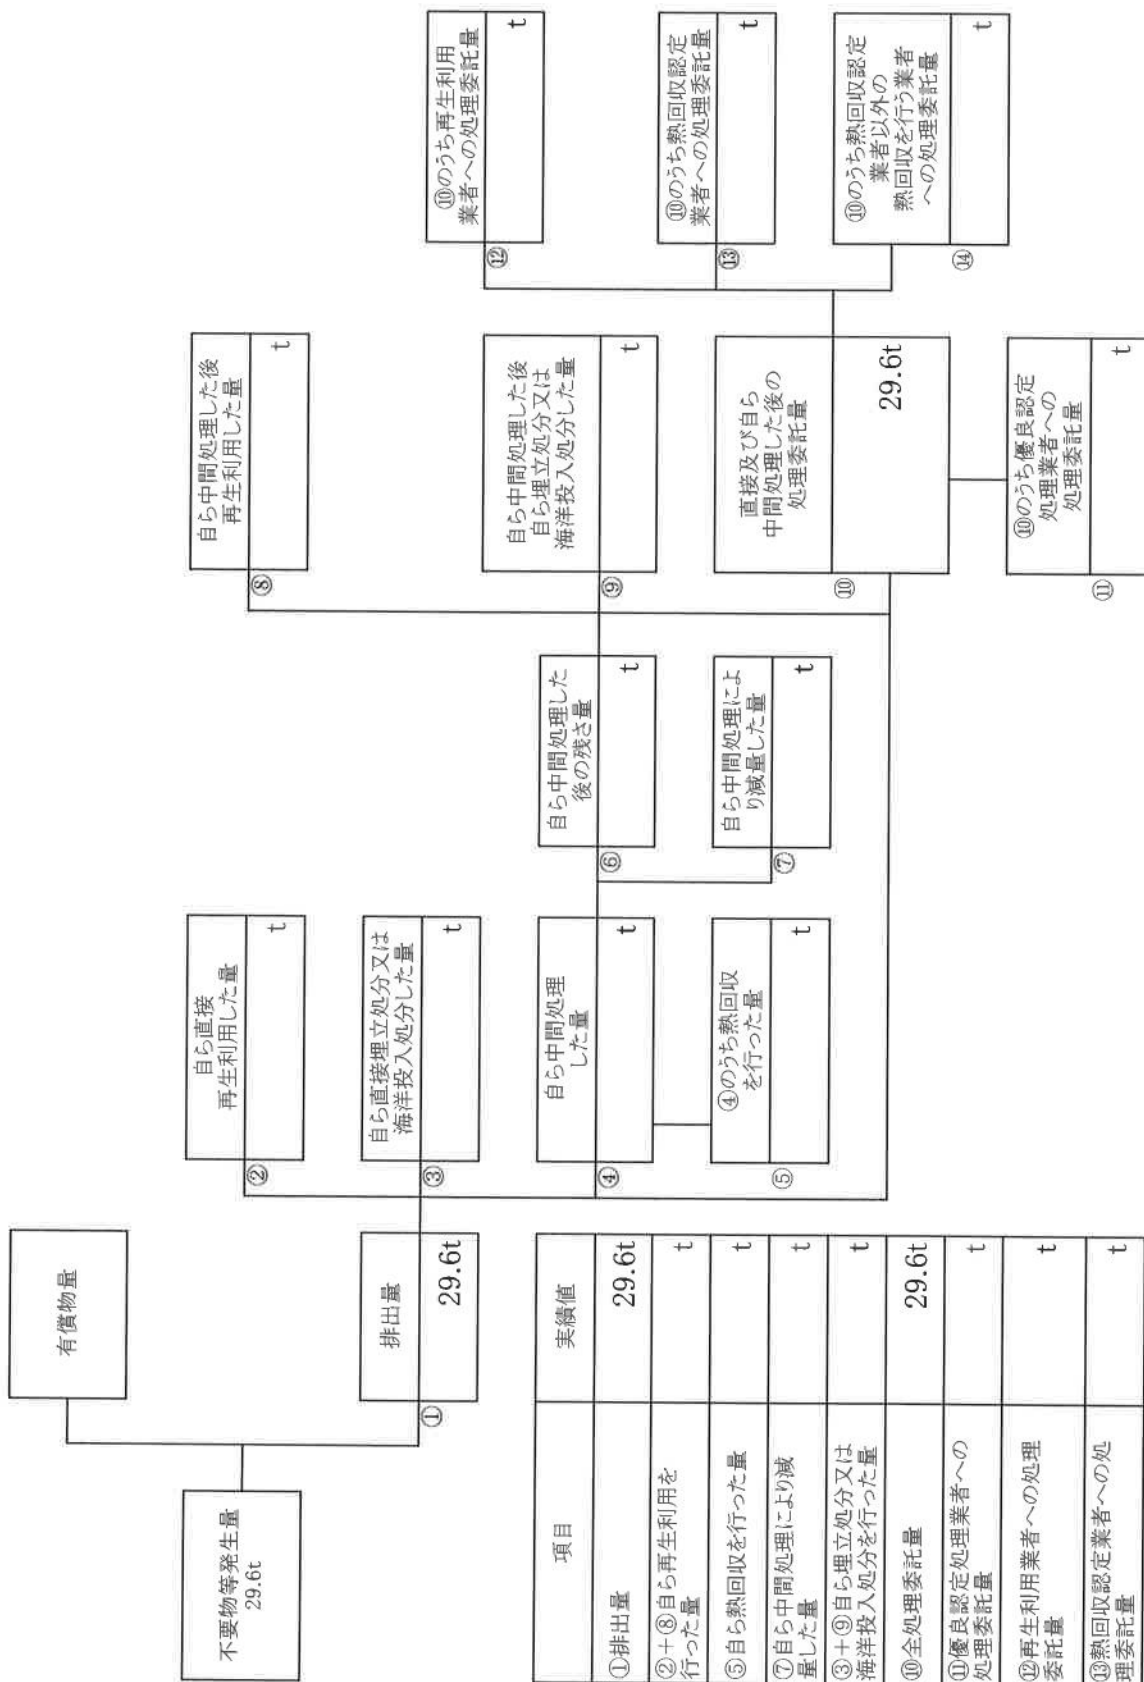 不要物等発生量
29.6t
有償物量
排出量
①
29.6t
自ら直接
再生利用した量
②
t
自ら直接埋立処分又は
海洋投入処分した量
③
t
自ら中間処理
した量
④
t
④のうち熱回収
を行った量
⑤
t
自ら中間処理した
後の残さ量
⑥
t
自ら中間処理によ
り減量した量
⑦
t
自ら中間処理した後
再生利用した量
⑧
t
自ら中間処理した後
自ら埋立処分又は
海洋投入処分した量
⑨
t
直接及び自ら
中間処理した後の
処理委託量
⑩
29.6t
⑩のうち優良認定
処理業者への
処理委託量
⑪
t
⑩のうち再生利用
業者への処理委託量
⑫
t
⑩のうち熱回収認定
業者への処理委託量
⑬
t
⑩のうち熱回収認定
業者以外の
熱回収を行う業者
への処理委託量
⑭
t
項目
実績値
①排出量
29.6t
②+⑧自ら再生利用を
行った量
t
⑤自ら熱回収を行った量
t
⑦自ら中間処理により減
量した量
t
③+⑨自ら埋立処分又は
海洋投入処分を行った量
t
⑩全処理委託量
29.6t
⑪優良認定処理業者への
処理委託量
t
⑫再生利用業者への処理
委託量
t
⑬熱回収認定業者への処
理委託量
t